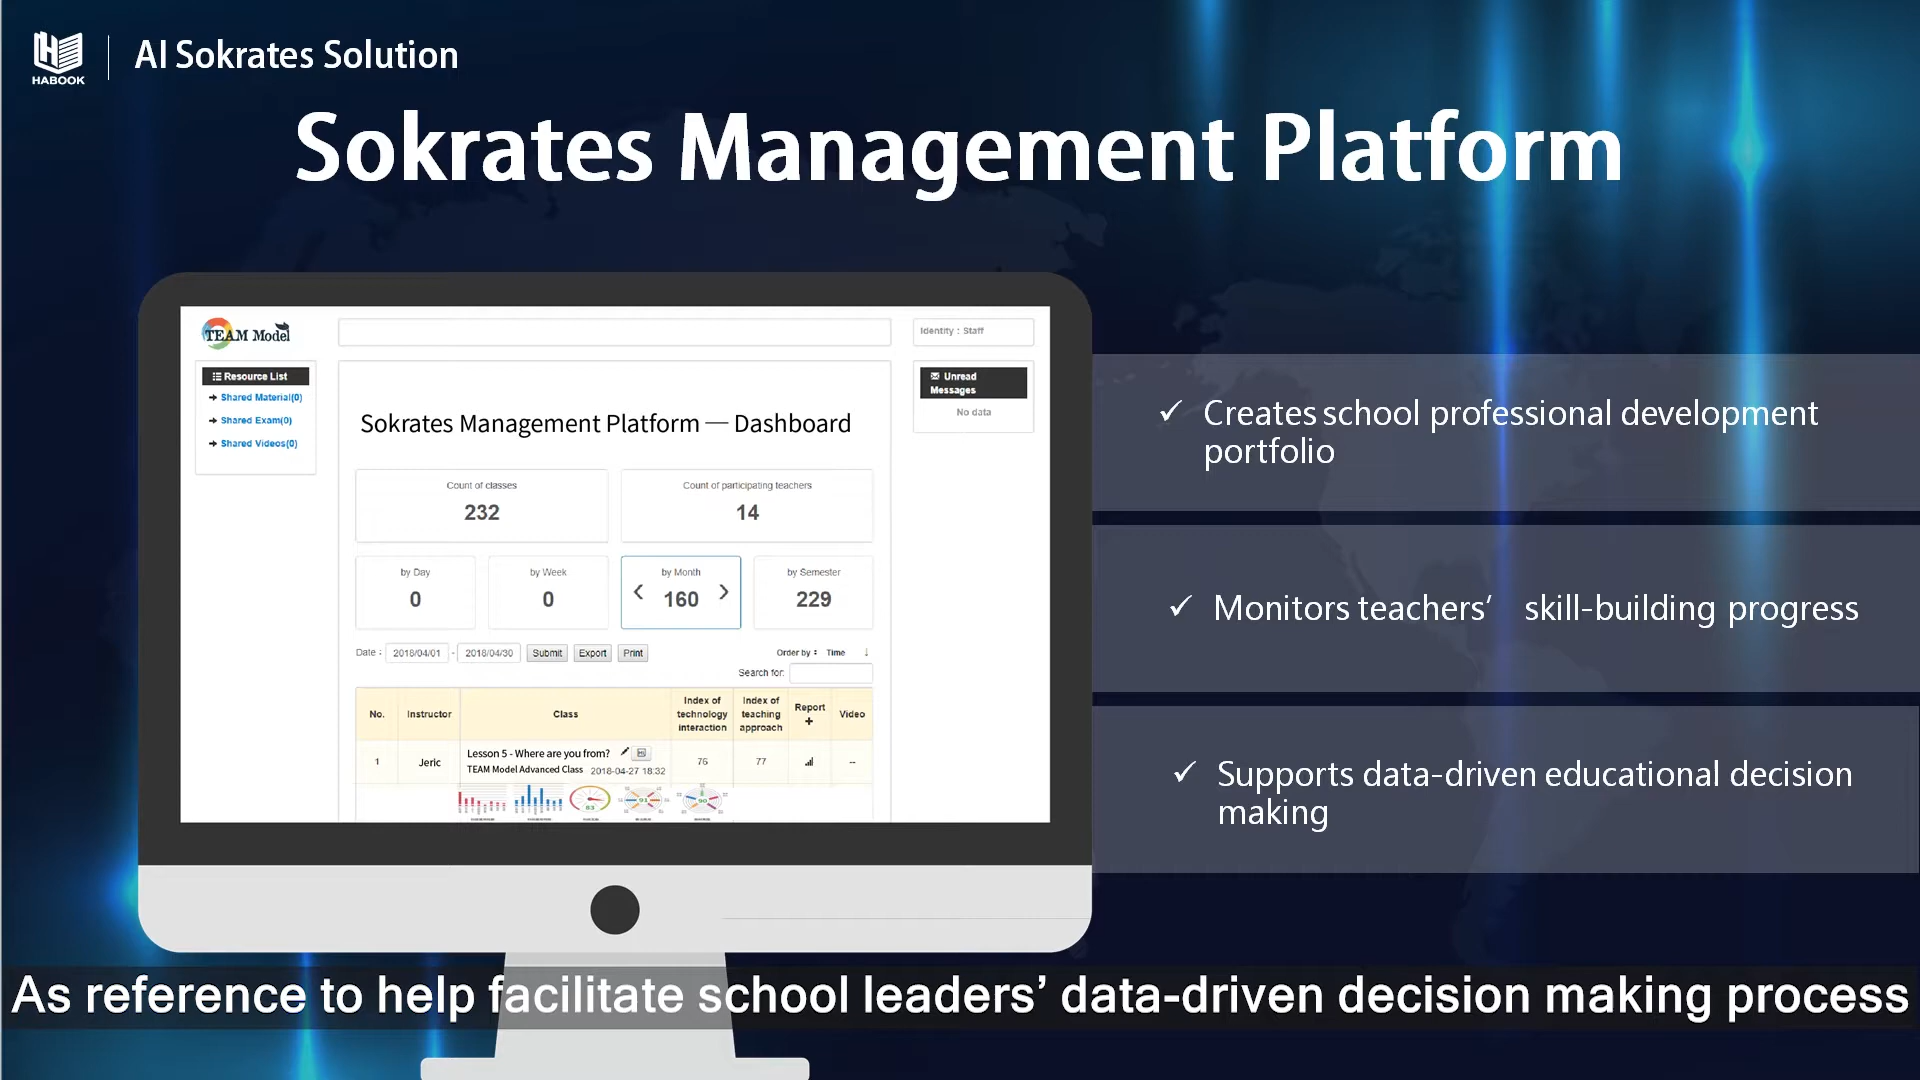 HABOOK
AI Sokrates Solution
Sokrates Management Platform
TEAM Model
Identity : Staff
Resource List
Shared Material(0)
Shared Exam(0)
Shared Videos(0)
Unread
Messages
No data
Sokrates Management Platform — Dashboard
Count of classes
232
Count of participating teachers
14
by Day
0
by Week
0
by Month
160
by Semester
229
Date : 2018/04/01 - 2018/04/30 Submit Export Print
Order by : Time ↓
Search for:
No. Instructor Class Index of technology interaction Index of teaching approach Report + Video
1 Jeric Lesson 5 - Where are you from? 76 77 --
TEAM Model Advanced Class 2018-04-27 18:32
83 91 90
✓ Creates school professional development
portfolio
✓ Monitors teachers’ skill-building progress
✓ Supports data-driven educational decision
making
As reference to help facilitate school leaders’ data-driven decision making process